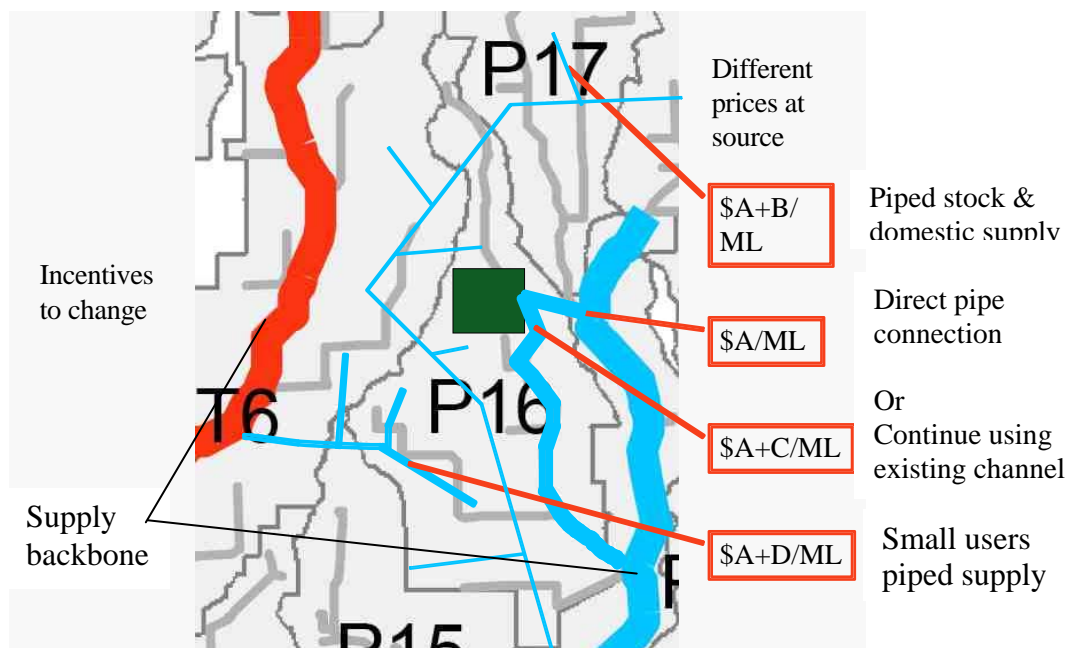 P17
Different
prices at
source
$A+B/
ML
Piped stock &
domestic supply
Incentives
to change
$A/ML
Direct pipe
connection
T6
P16
$A+C/ML
Or
Continue using
existing channel
Supply
backbone
$A+D/ML
Small users
piped supply
P15